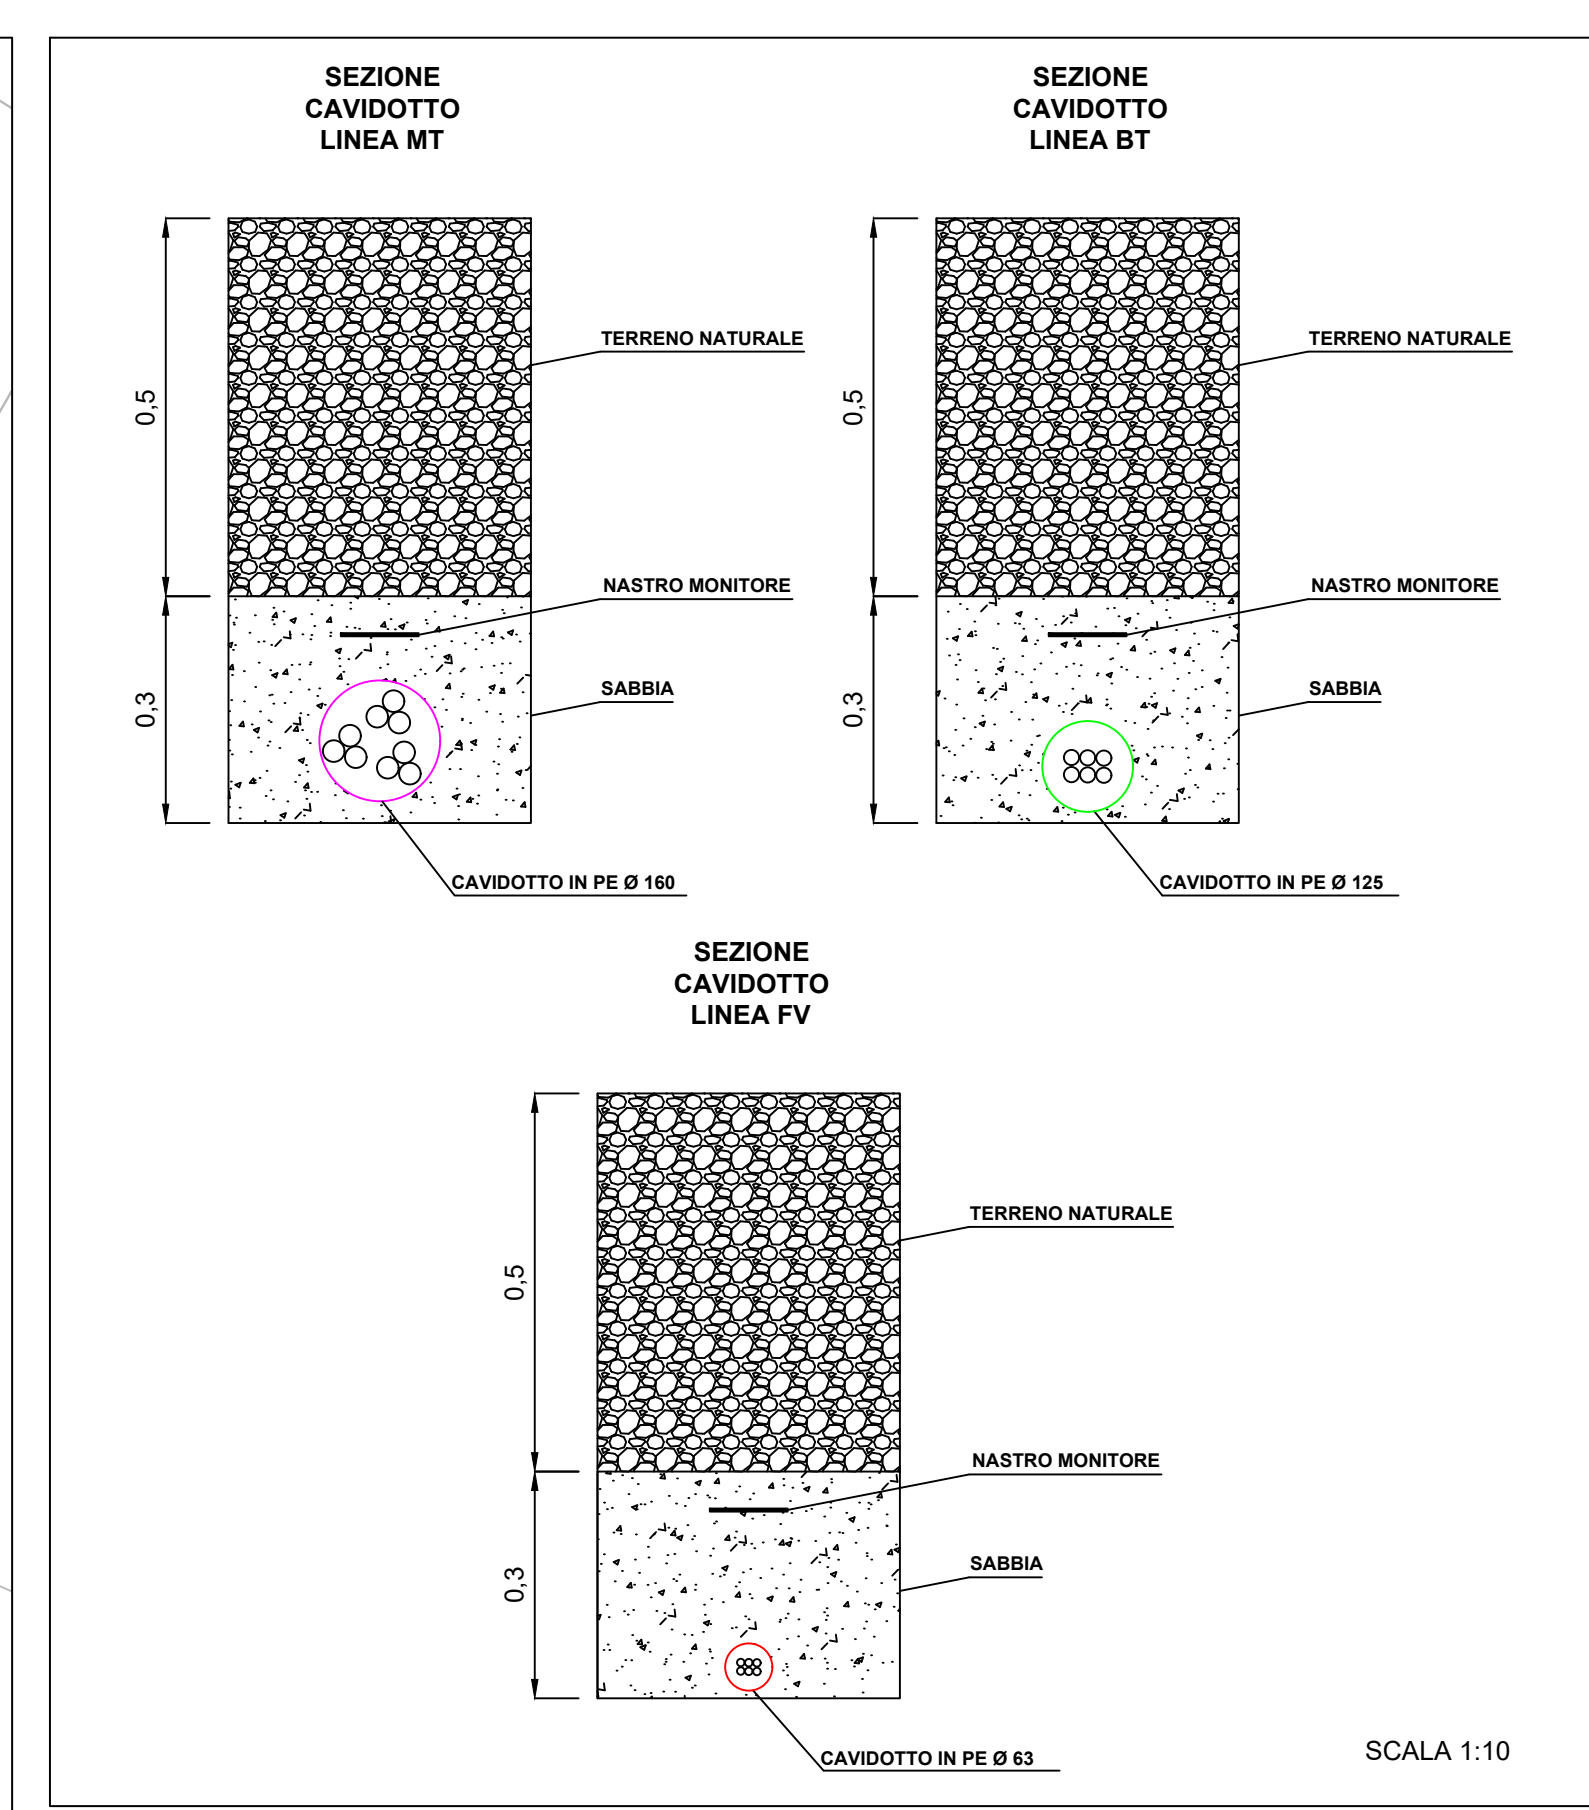 SEZIONE
CAVIDOTTO
LINEA MT
0,5
TERRENO NATURALE
NASTRO MONITORE
0,3
SABBIA
CAVIDOTTO IN PE Ø 160
SEZIONE
CAVIDOTTO
LINEA BT
0,5
TERRENO NATURALE
NASTRO MONITORE
0,3
SABBIA
CAVIDOTTO IN PE Ø 125
SEZIONE
CAVIDOTTO
LINEA FV
0,5
TERRENO NATURALE
NASTRO MONITORE
0,3
SABBIA
CAVIDOTTO IN PE Ø 63
SCALA 1:10